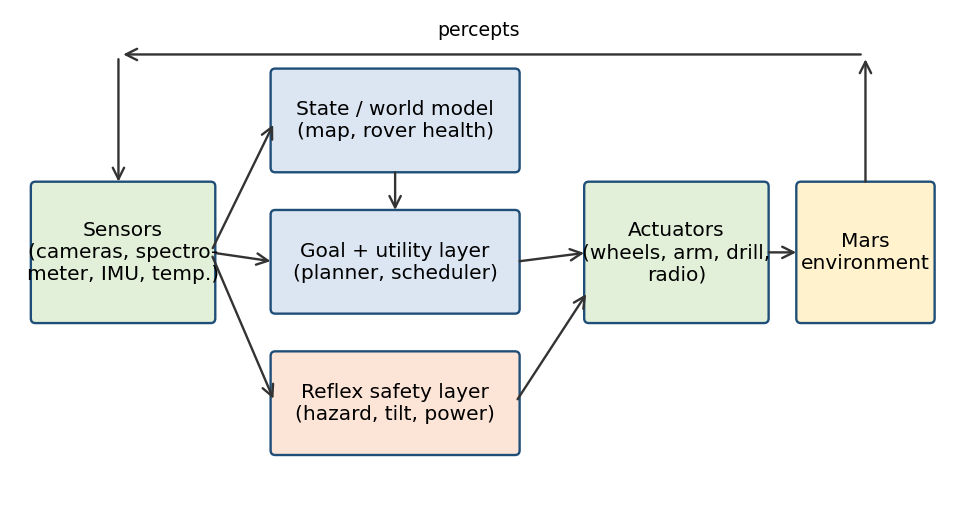 percepts
State / world model
(map, rover health)
Sensors
(cameras, spectro-
meter, IMU, temp.)
Goal + utility layer
(planner, scheduler)
Actuators
(wheels, arm, drill,
radio)
Mars
environment
Reflex safety layer
(hazard, tilt, power)